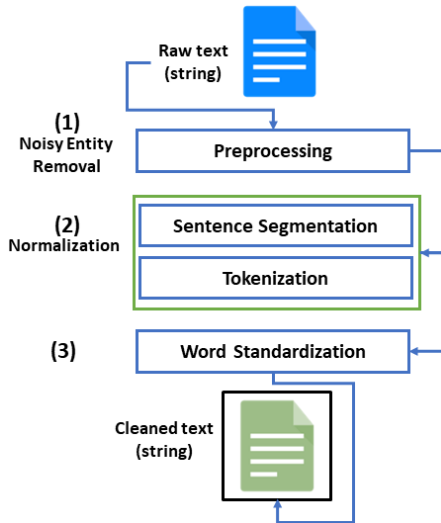 Raw text
(string)
(1)
Noisy Entity
Removal
Preprocessing
(2)
Normalization
Sentence Segmentation
Tokenization
(3)
Word Standardization
Cleaned text
(string)